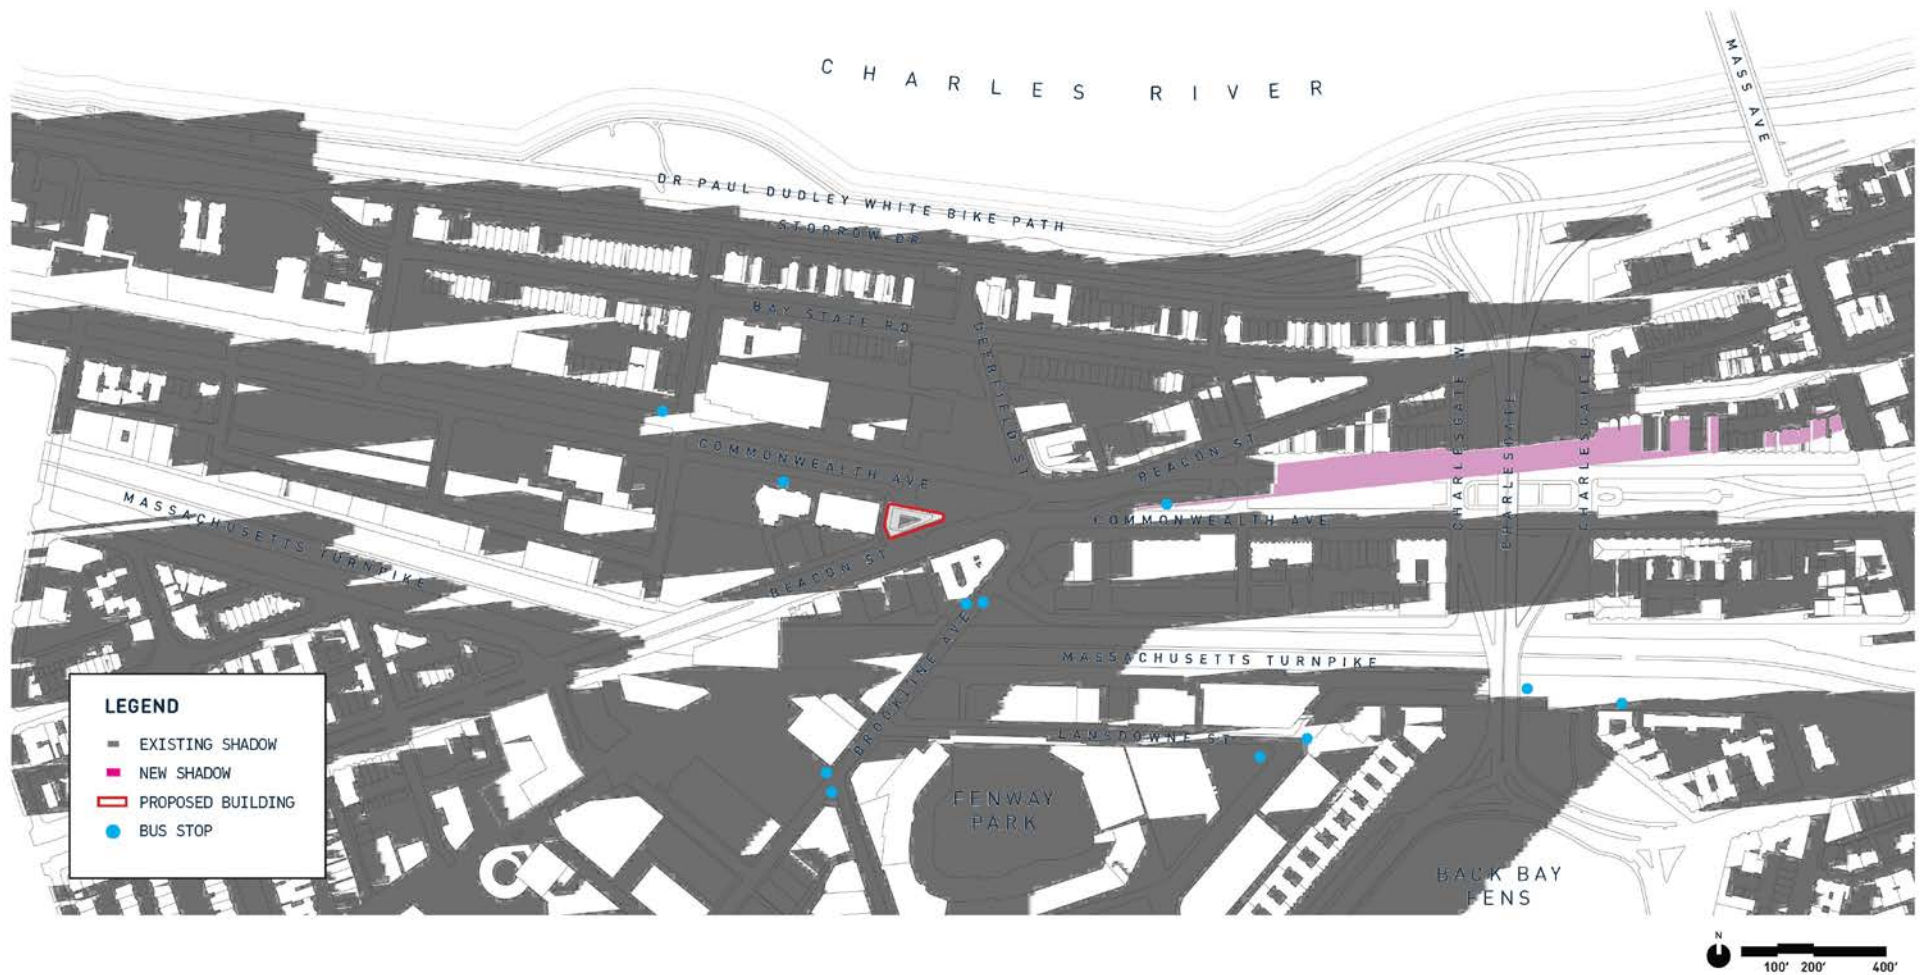 CHARLES RIVER
MASS AVE
DR PAUL DUDLEY WHITE BIKE PATH
STORROW DR
BAY STATE RD
DEERFIELD ST
CHARLESGATE W
CHARLESGATE
CHARLESGATE E
COMMONWEALTH AVE
BEACON ST
COMMONWEALTH AVE
MASSACHUSETTS TURNPIKE
BEACON ST
BROOKLINE AVE
MASSACHUSETTS TURNPIKE
BROOKLINE AVE
LANSDOWNE ST
FENWAY
PARK
BACK BAY
FENS
LEGEND
EXISTING SHADOW
NEW SHADOW
PROPOSED BUILDING
BUS STOP
N
100' 200' 400'